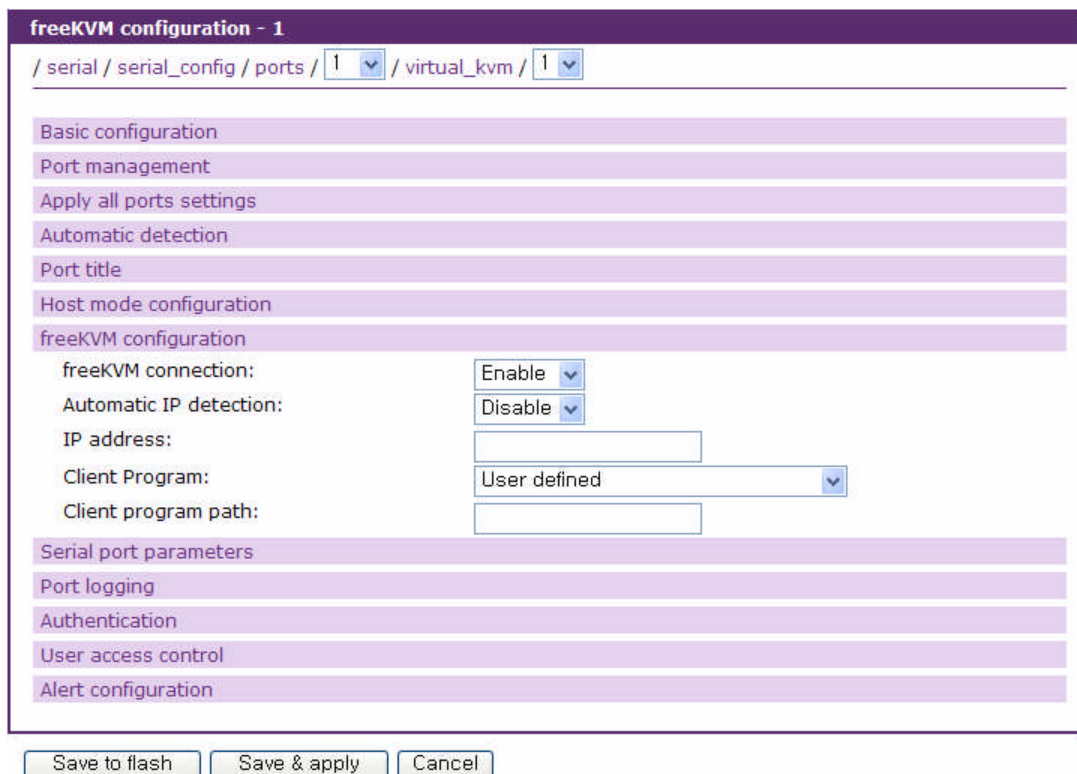 freeKVM configuration - 1
/ serial / serial_config / ports / 1 / virtual_kvm / 1
Basic configuration
Port management
Apply all ports settings
Automatic detection
Port title
Host mode configuration
freeKVM configuration
freeKVM connection: Enable
Automatic IP detection: Disable
IP address:
Client Program: User defined
Client program path:
Serial port parameters
Port logging
Authentication
User access control
Alert configuration
Save to flash Save & apply Cancel